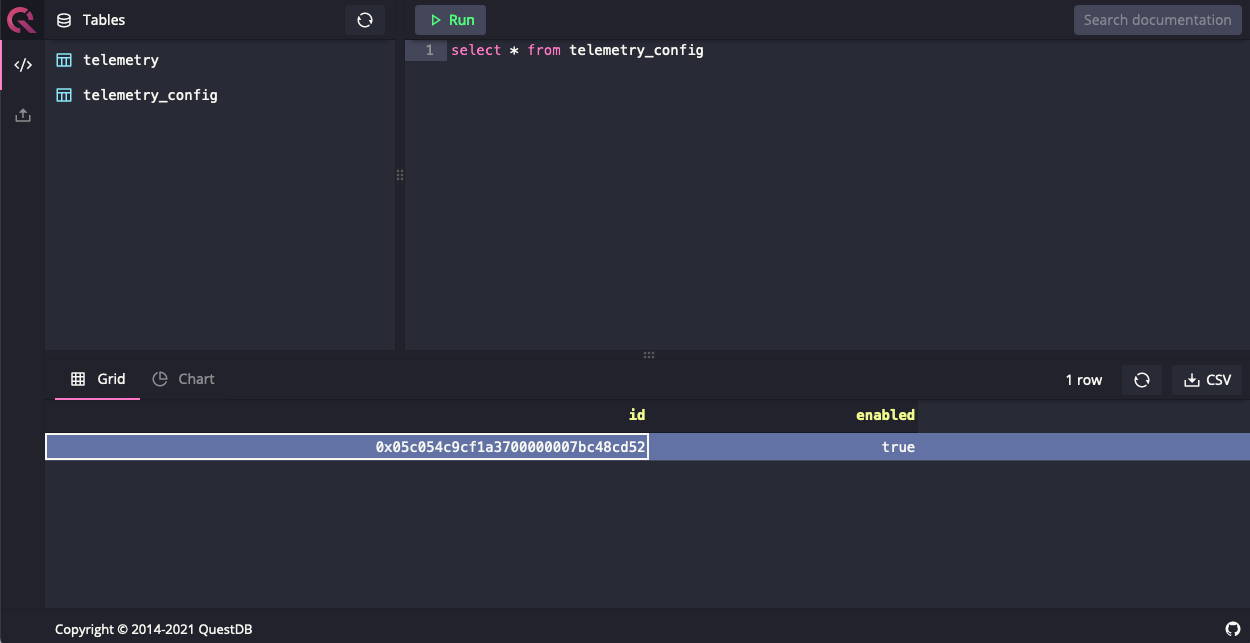 Tables
Run
Search documentation
1 select * from telemetry_config
telemetry
telemetry_config
Grid
Chart
1 row
CSV
id enabled
0x05c054c9cf1a3700000007bc48cd52 true
Copyright © 2014-2021 QuestDB